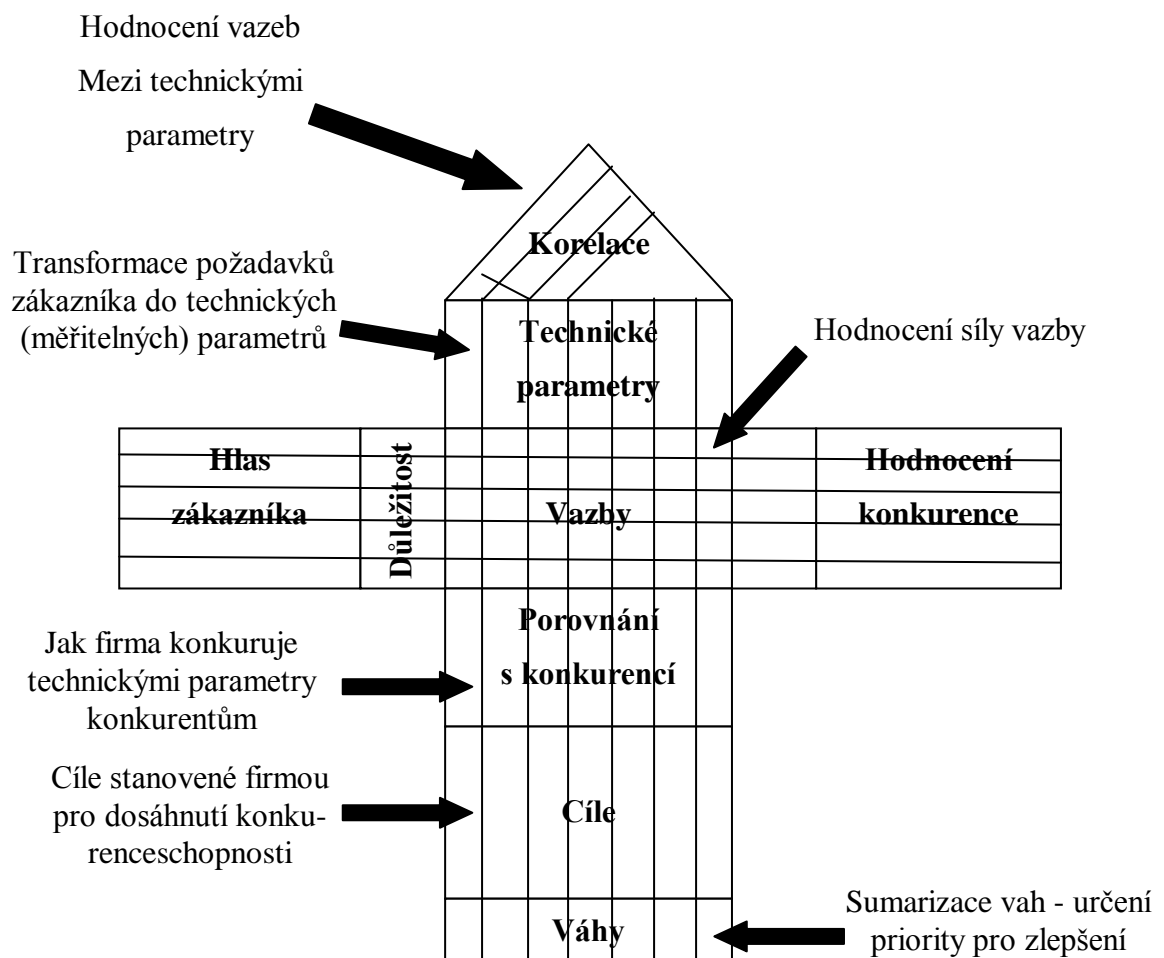 Hodnocení vazeb
Mezi technickými
parametry
Korelace
Transformace požadavků
zákazníka do technických
(měřitelných) parametrů
Technické
parametry
Hodnocení síly vazby
Hlas
zákazníka
Důležitost
Vazby
Hodnocení
konkurence
Porovnání
s konkurencí
Jak firma konkuruje
technickými parametry
konkurentům
Cíle stanovené firmou
pro dosáhnutí konku-
renceschopnosti
Cíle
Váhy
Sumarizace vah - určení
priority pro zlepšení